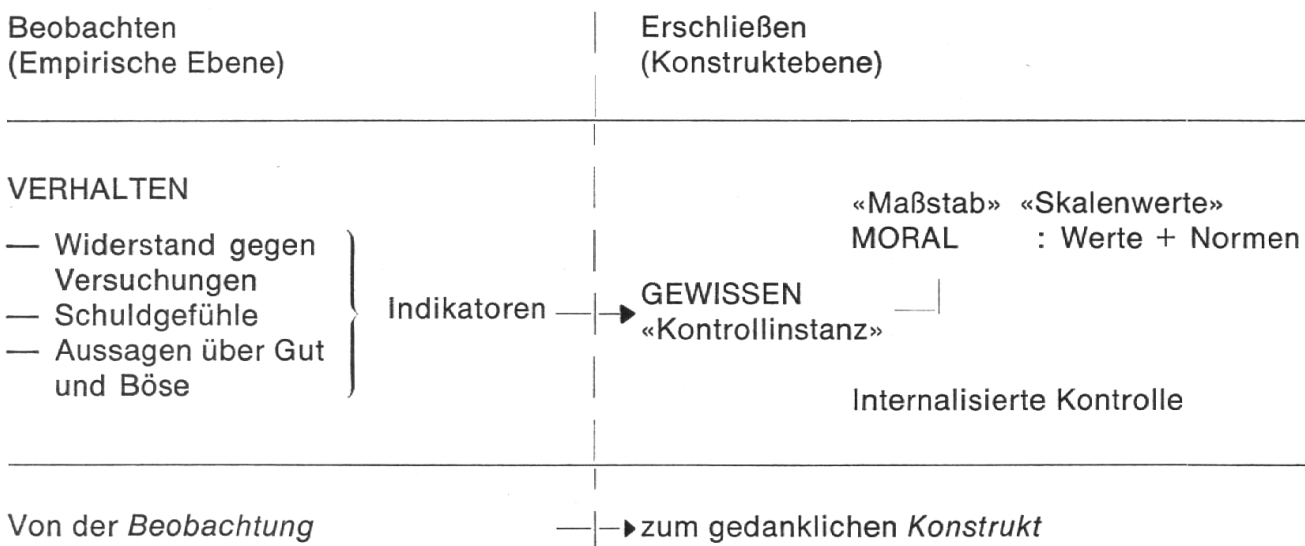 Beobachten
(Empirische Ebene)
Erschließen
(Konstruktebene)
VERHALTEN
— Widerstand gegen
Versuchungen
— Schuldgefühle
— Aussagen über Gut
und Böse
Indikatoren
GEWISSEN
«Kontrollinstanz»
«Maßstab» «Skalenwerte»
MORAL : Werte + Normen
Internalisierte Kontrolle
Von der Beobachtung
zum gedanklichen Konstrukt